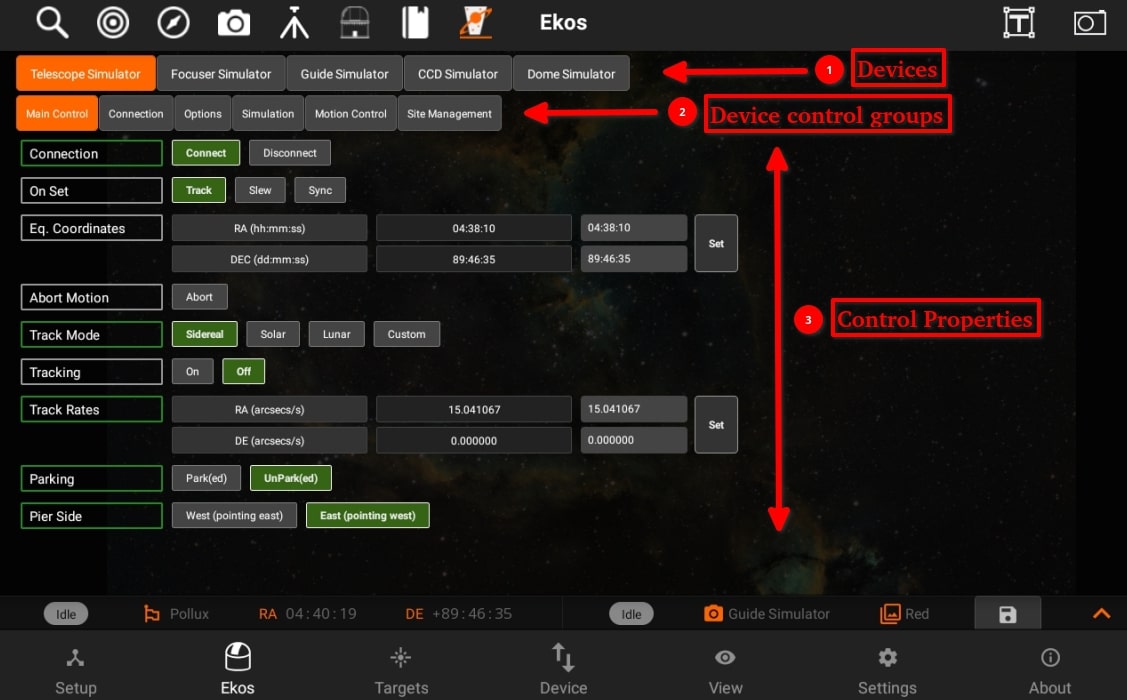 Ekos
T
Telescope Simulator Focuser Simulator Guide Simulator CCD Simulator Dome Simulator 1 Devices
Main Control Connection Options Simulation Motion Control Site Management 2 Device control groups
Connection Connect Disconnect
On Set Track Slew Sync
Eq. Coordinates RA (hh:mm:ss) 04:38:10 04:38:10
Set
DEC (dd:mm:ss) 89:46:35 89:46:35
Abort Motion Abort
3 Control Properties
Track Mode Sidereal Solar Lunar Custom
Tracking On Off
Track Rates RA (arcsecs/s) 15.041067 15.041067
Set
DE (arcsecs/s) 0.000000 0.000000
Parking Park(ed) UnPark(ed)
Pier Side West (pointing east) East (pointing west)
Idle Pollux RA 04:40:19 DE +89:46:35 Idle Guide Simulator Red
Setup Ekos Targets Device View Settings About